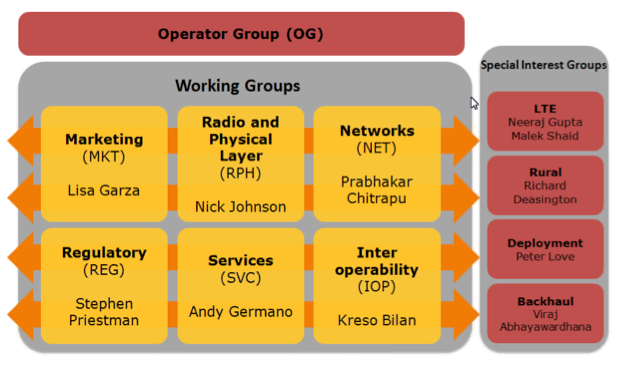 Operator Group (OG)
Working Groups
Marketing
(MKT)
Lisa Garza
Radio and
Physical
Layer
(RPH)
Nick Johnson
Networks
(NET)
Prabhakar
Chitrapu
Regulatory
(REG)
Stephen
Priestman
Services
(SVC)
Andy Germano
Inter
operability
(IOP)
Kreso Bilan
Special Interest Groups
LTE
Neeraj Gupta
Malek Shaid
Rural
Richard
Deasington
Deployment
Peter Love
Backhaul
Viraj
Abhayawardhana